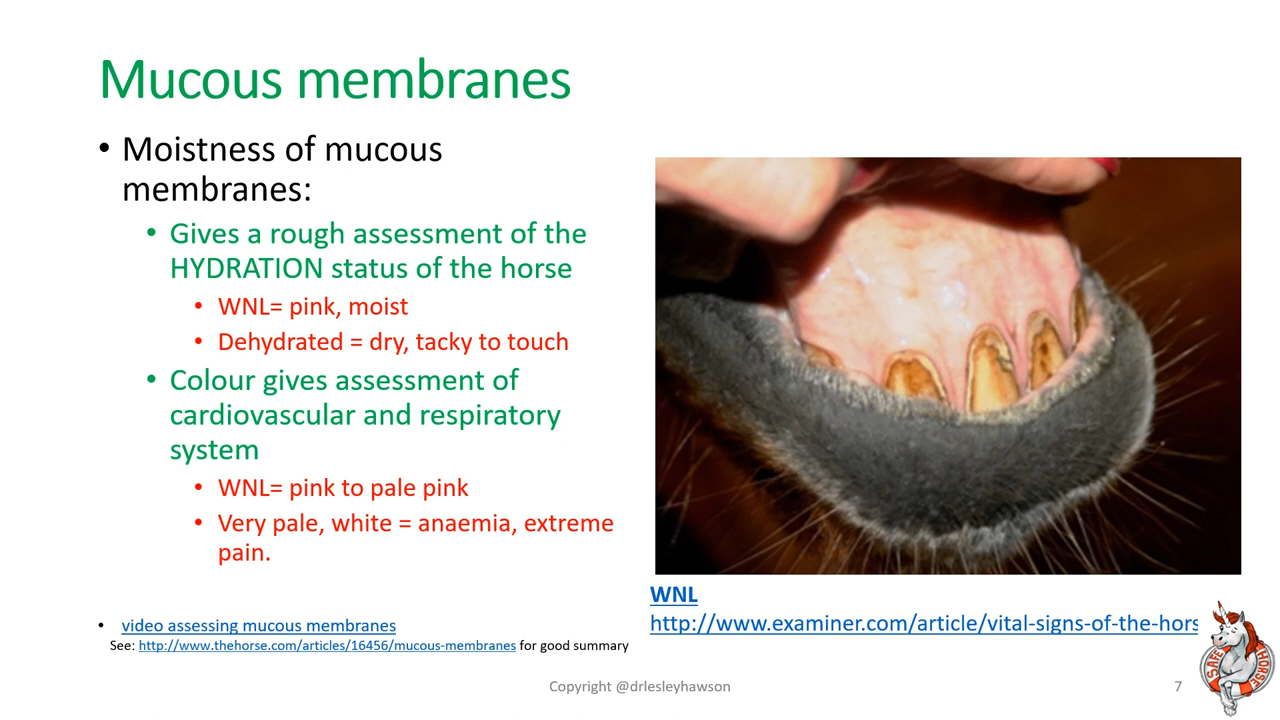 Mucous membranes
• Moistness of mucous
membranes:
• Gives a rough assessment of the
HYDRATION status of the horse
• WNL= pink, moist
• Dehydrated = dry, tacky to touch
• Colour gives assessment of
cardiovascular and respiratory
system
• WNL= pink to pale pink
• Very pale, white = anaemia, extreme
pain.
• video assessing mucous membranes
See: http://www.thehorse.com/articles/16456/mucous-membranes for good summary
WNL
http://www.examiner.com/article/vital-signs-of-the-hors
Copyright @drlesleyhawson
7
SAFE HORSE